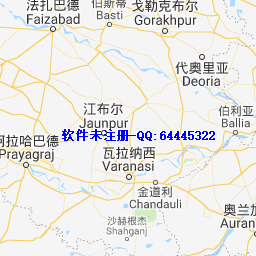 法扎巴德
Faizabad
伯斯蒂
Basti
戈勒克布尔
Gorakhpur
代奥里亚
Deoria
江布尔
Jaunpur
伯利亚
Ballia
软件未注册-QQ:64445322
阿拉哈巴德
Prayagraj
瓦拉纳西
Varanasi
金道利
Chandauli
沙赫根杰
Shahganj
奥兰加
Auran